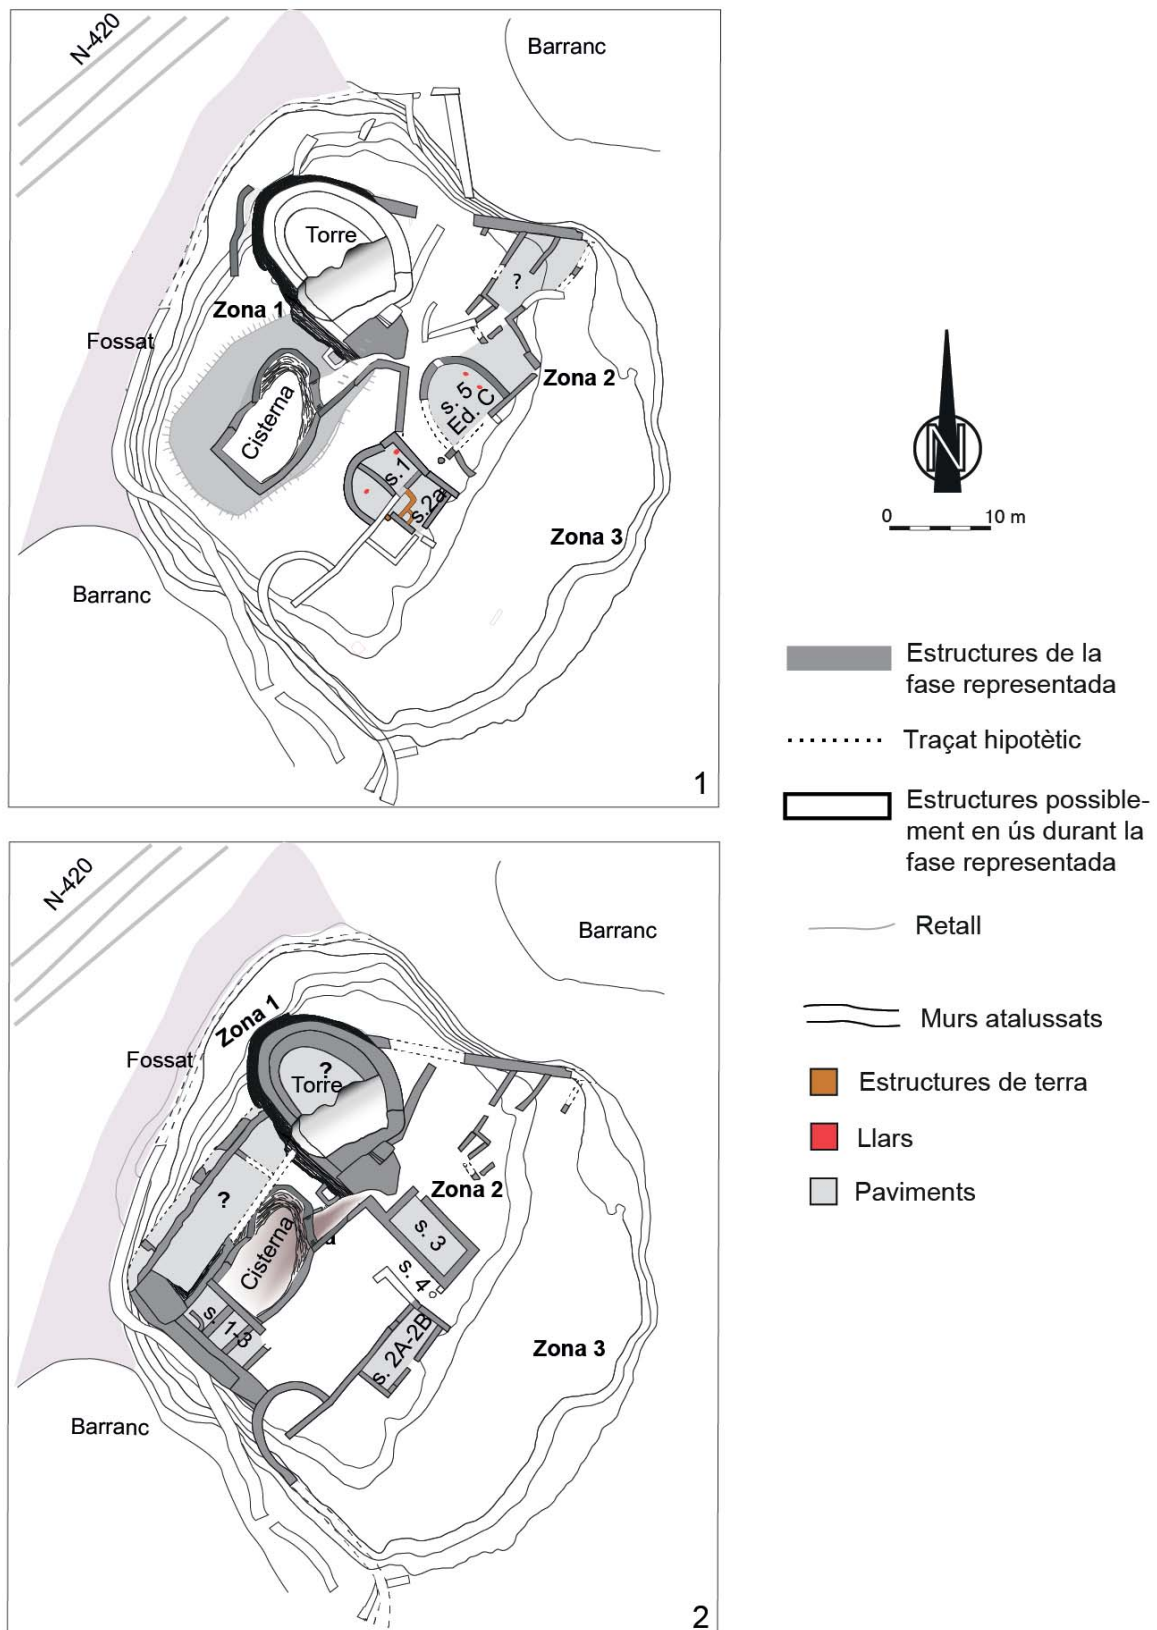 N-420
Barranc
Torre
Zona 1
Fossat
?
Cisterna
s. 5
Ed. C
Zona 2
s. 1
s.2a
Zona 3
Barranc
1
N
0 10 m
Estructures de la
fase representada
Traçat hipotètic
Estructures possible-
ment en ús durant la
fase representada
Retall
Murs atalussats
Estructures de terra
Llars
Paviments
N-420
Barranc
Zona 1
Fossat
?
Torre
?
Zona 2
Cisterna
a
s. 3
s. 4
s. 1-3
s. 2A-2B
Zona 3
Barranc
2